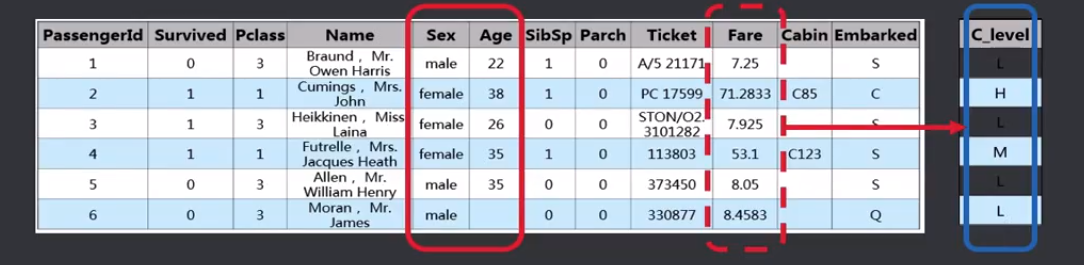 PassengerId Survived Pclass Name Sex Age SibSp Parch Ticket Fare Cabin Embarked C_level
1 0 3 Braund , Mr. Owen Harris male 22 1 0 A/5 21171 7.25 S L
2 1 1 Cumings , Mrs. John female 38 1 0 PC 17599 71.2833 C85 C H
3 1 3 Heikkinen , Miss Laina female 26 0 0 STON/O2. 3101282 7.925 S L
4 1 1 Futrelle , Mrs. Jacques Heath female 35 1 0 113803 53.1 C123 S M
5 0 3 Allen , Mr. William Henry male 35 0 0 373450 8.05 S L
6 0 3 Moran , Mr. James male 0 0 330877 8.4583 Q L